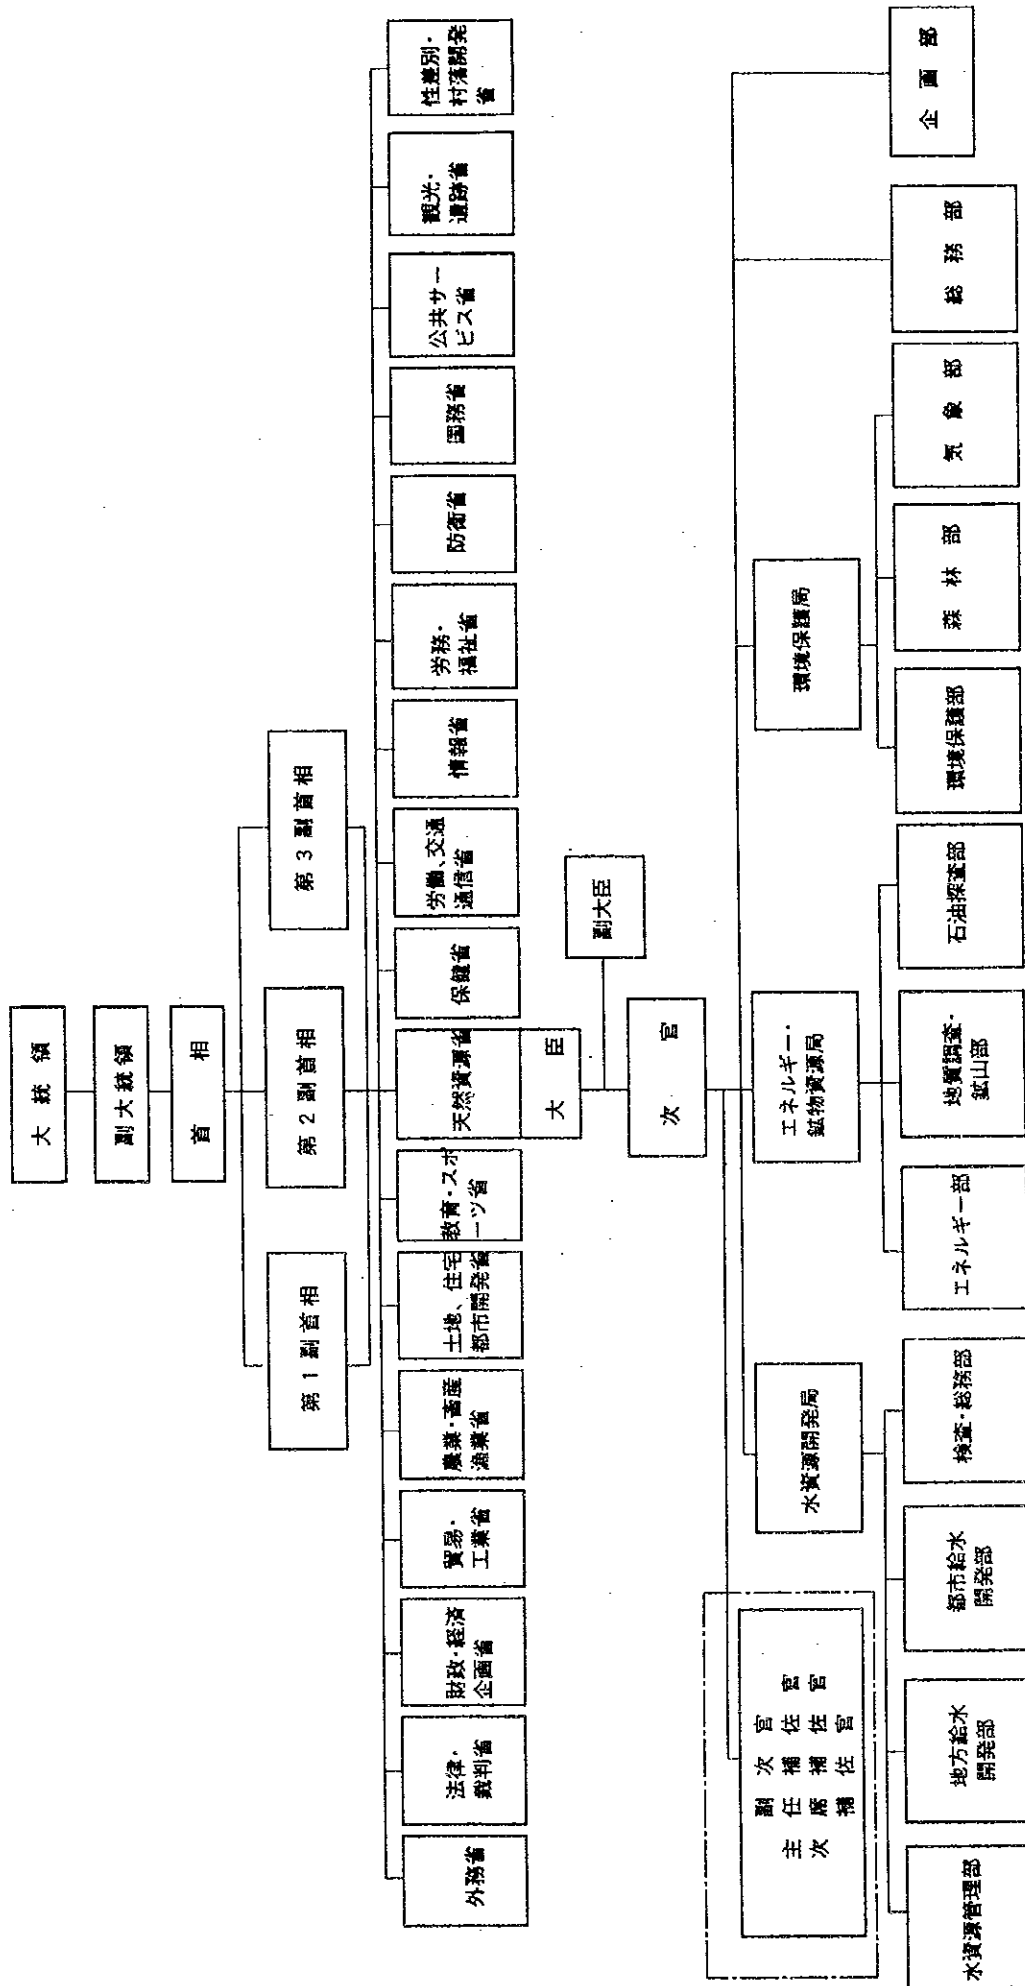 大統領
副大統領
首相
第1副首相
第2副首相
第3副首相
外務省
法律・
裁判省
財政・経済
企画省
貿易・
工業省
農業・畜産
漁業省
土地、住宅
都市開発省
教育・スポ
ーツ省
天然資源省
保健省
労働、交通
通信省
情報省
労務・
福祉省
防衛省
国務省
公共サー
ビス省
観光・
遺跡省
性差別・
村落開発
省
大臣
副大臣
次官
副次官
主任補佐官
次席補佐官
補佐官
水資源開発局
エネルギー・
鉱物資源局
環境保護局
水資源管理部
地方給水
開発部
都市給水
開発部
検査・総務部
エネルギー部
地質調査・
鉱山部
石油探査部
環境保護部
森林部
気象部
総務部
企画部